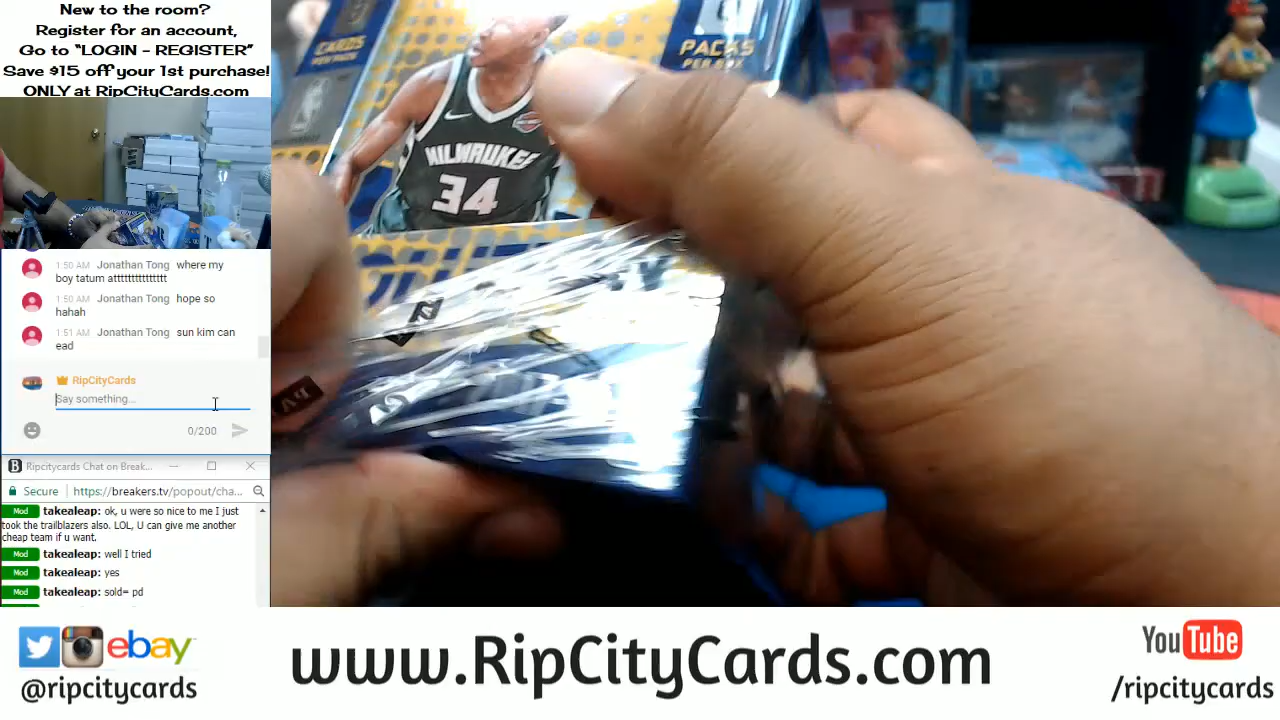 New to the room?
Register for an account,
Go to “LOGIN - REGISTER”
Save $15 off your 1st purchase!
ONLY at RipCityCards.com
1:50 AM Jonathan Tong where my
boy tatum atttttttttttttttt
1:50 AM Jonathan Tong hope so
hahah
1:51 AM Jonathan Tong sun kim can
ead
RipCityCards
Say something...
0/200
Ripcitycards Chat on Break...
Secure https://breakers.tv/popout/cha...
Mod takealeap: ok, u were so nice to me I just
took the trailblazers also. LOL, U can give me another
cheap team if u want.
Mod takealeap: well I tried
Mod takealeap: yes
Mod takealeap: sold= pd
CARDS
PER PACK
PACKS
PER BOX
MILWAUKEE
34
ebay
@ripcitycards
www.RipCityCards.com
YouTube
/ripcitycards